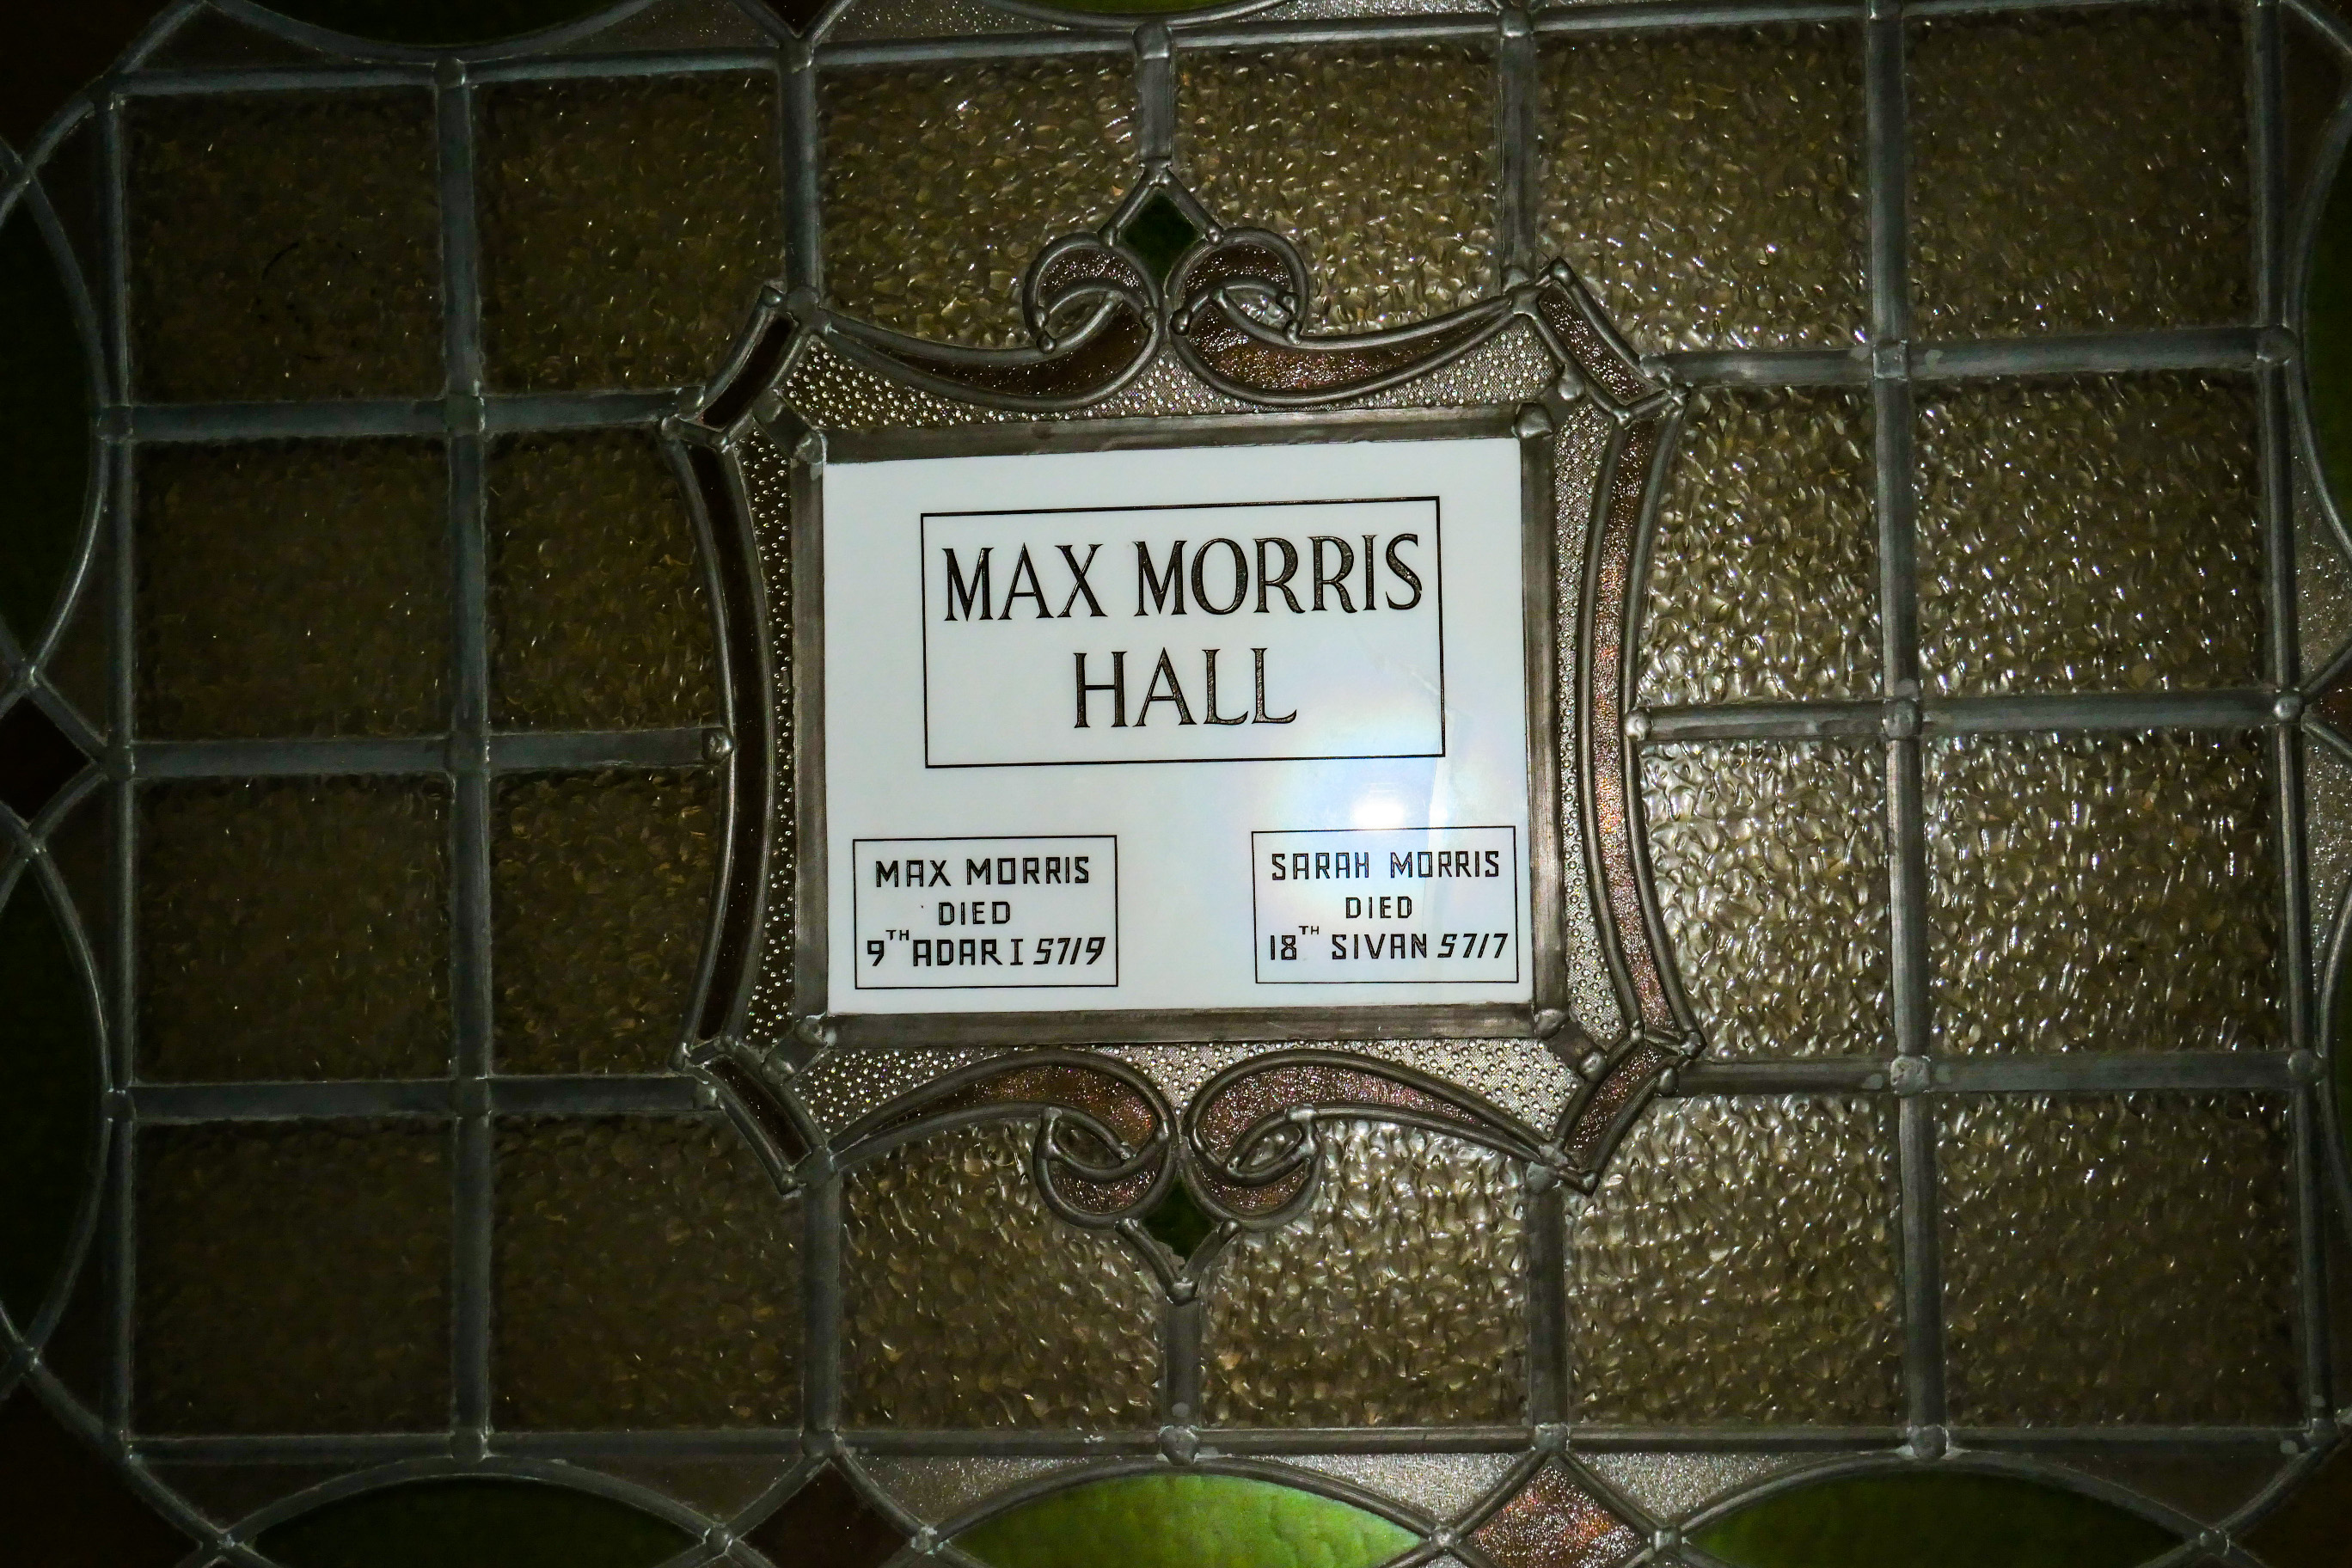 MAX MORRIS
HALL
MAX MORRIS
DIED
9TH ADAR I 5719
SARAH MORRIS
DIED
18TH SIVAN 5717